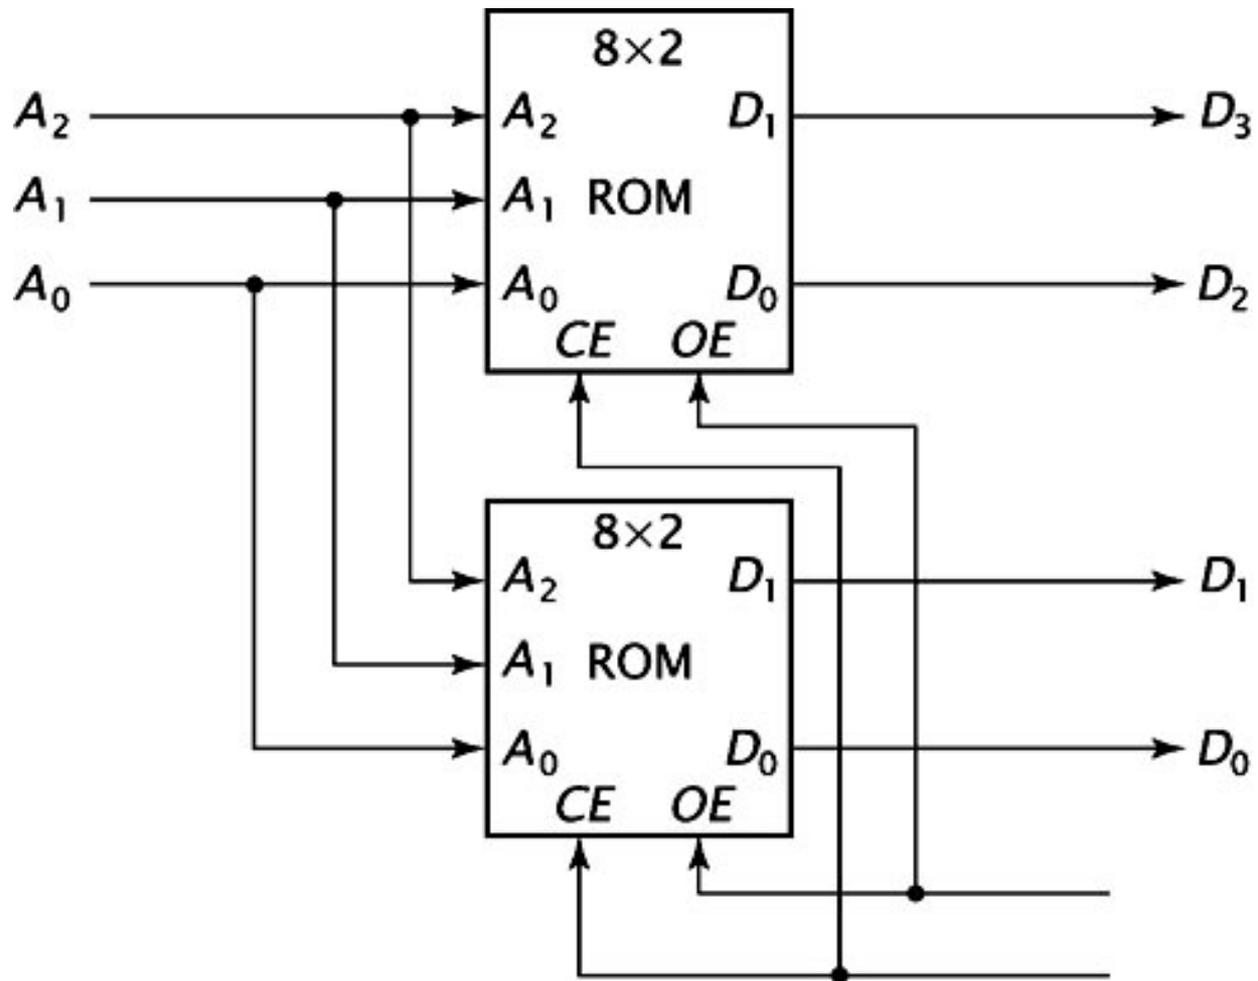 8×2
A₂ A₂ D₁ D₃
A₁ A₁ ROM
A₀ A₀ D₀ D₂
CE OE
8×2
A₂ D₁ D₁
A₁ ROM
A₀ D₀ D₀
CE OE